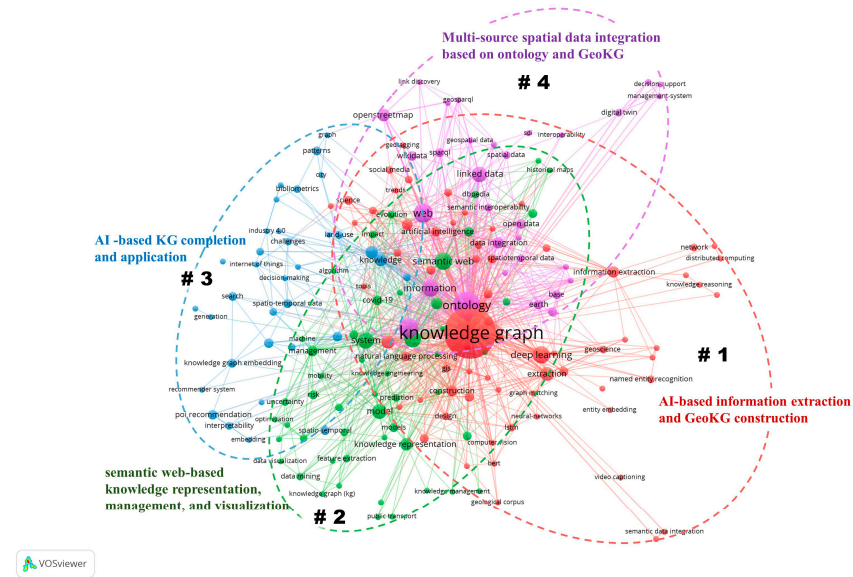 Multi-source spatial data integration
based on ontology and GeoKG
# 4
link discovery
decision-support
management-system
geosparql
openstreetmap
digital twin
graph
sdi
interoperability
patterns
geotagging
geospatial data
wikidata
sparql
spatial data
city
social media
linked data
historical maps
bibliometrics
trends
dbpedia
science
semantic interoperability
evolution
web
open data
industry 4.0
land-use
impact
artificial intelligence
AI -based KG completion
and application
challenges
data integration
network
knowledge
semantic web
spatiotemporal data
distributed computing
internet of things
algorithm
information extraction
# 3
decision-making
tools
information
knowledge reasoning
search
covid-19
base
spatio-temporal data
ontology
earth
generation
knowledge graph
machine
system
management
natural language processing
deep learning
geoscience
# 1
knowledge graph embedding
gis
mobility
knowledge engineering
extraction
named entity recognition
recommender system
risk
prediction
construction
graph matching
uncertainty
AI-based information extraction
and GeoKG construction
poi recommendation
model
entity embedding
optimization
design
neural-networks
interpretability
spatio-temporal
models
lstm
embedding
knowledge representation
computer vision
data visualization
feature extraction
bert
semantic web-based
knowledge representation,
management, and visualization
data mining
video captioning
knowledge graph (kg)
knowledge management
geological corpus
# 2
public transport
semantic data integration
VOSviewer